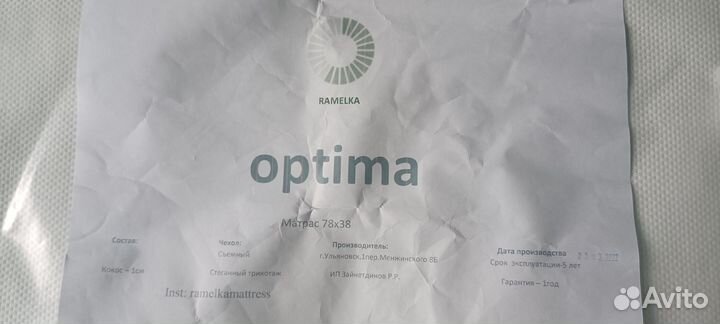 RAMELKA
optima
Матрас 78х38
Состав:
Кокос – 1см
Чехол:
Съемный
Стеганный трикотаж
Производитель:
г.Ульяновск,1пер.Менжинского 8Б
ИП Зайнетдинов Р.Р.
Дата производства
Срок эксплуатации-5 лет
Гарантия – 1год
Inst: ramelkamattress
Avito